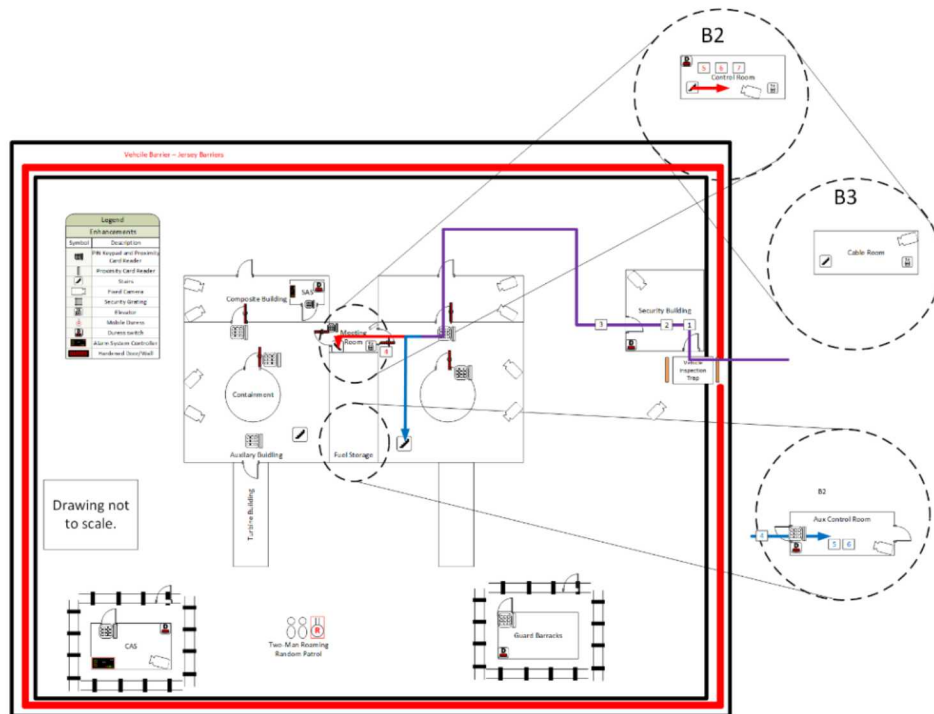 B2
5 6 7
Control Room
D
Vehicle Barrier – Jersey Barriers
B3
Cable Room
Legend
Enhancements
Symbol Description
PIN Keypad and Proximity
Card Reader
Proximity Card Reader
Stairs
Fixed Camera
Security Grating
Elevator
Mobile Duress
Duress switch
Alarm System Controller
Hardened Door/Wall
Composite Building
SAS
D
Meeting
Room
4
Security Building
3 2 1
D
Vehicle
Inspection
Trap
Containment
Auxliary Buidling
Fuel Storage
Turbine Building
Drawing not
to scale.
B2
Aux Control Room
4
D
5 6
CAS
D
Two-Man Roaming
Random Patrol
Guard Barracks
D